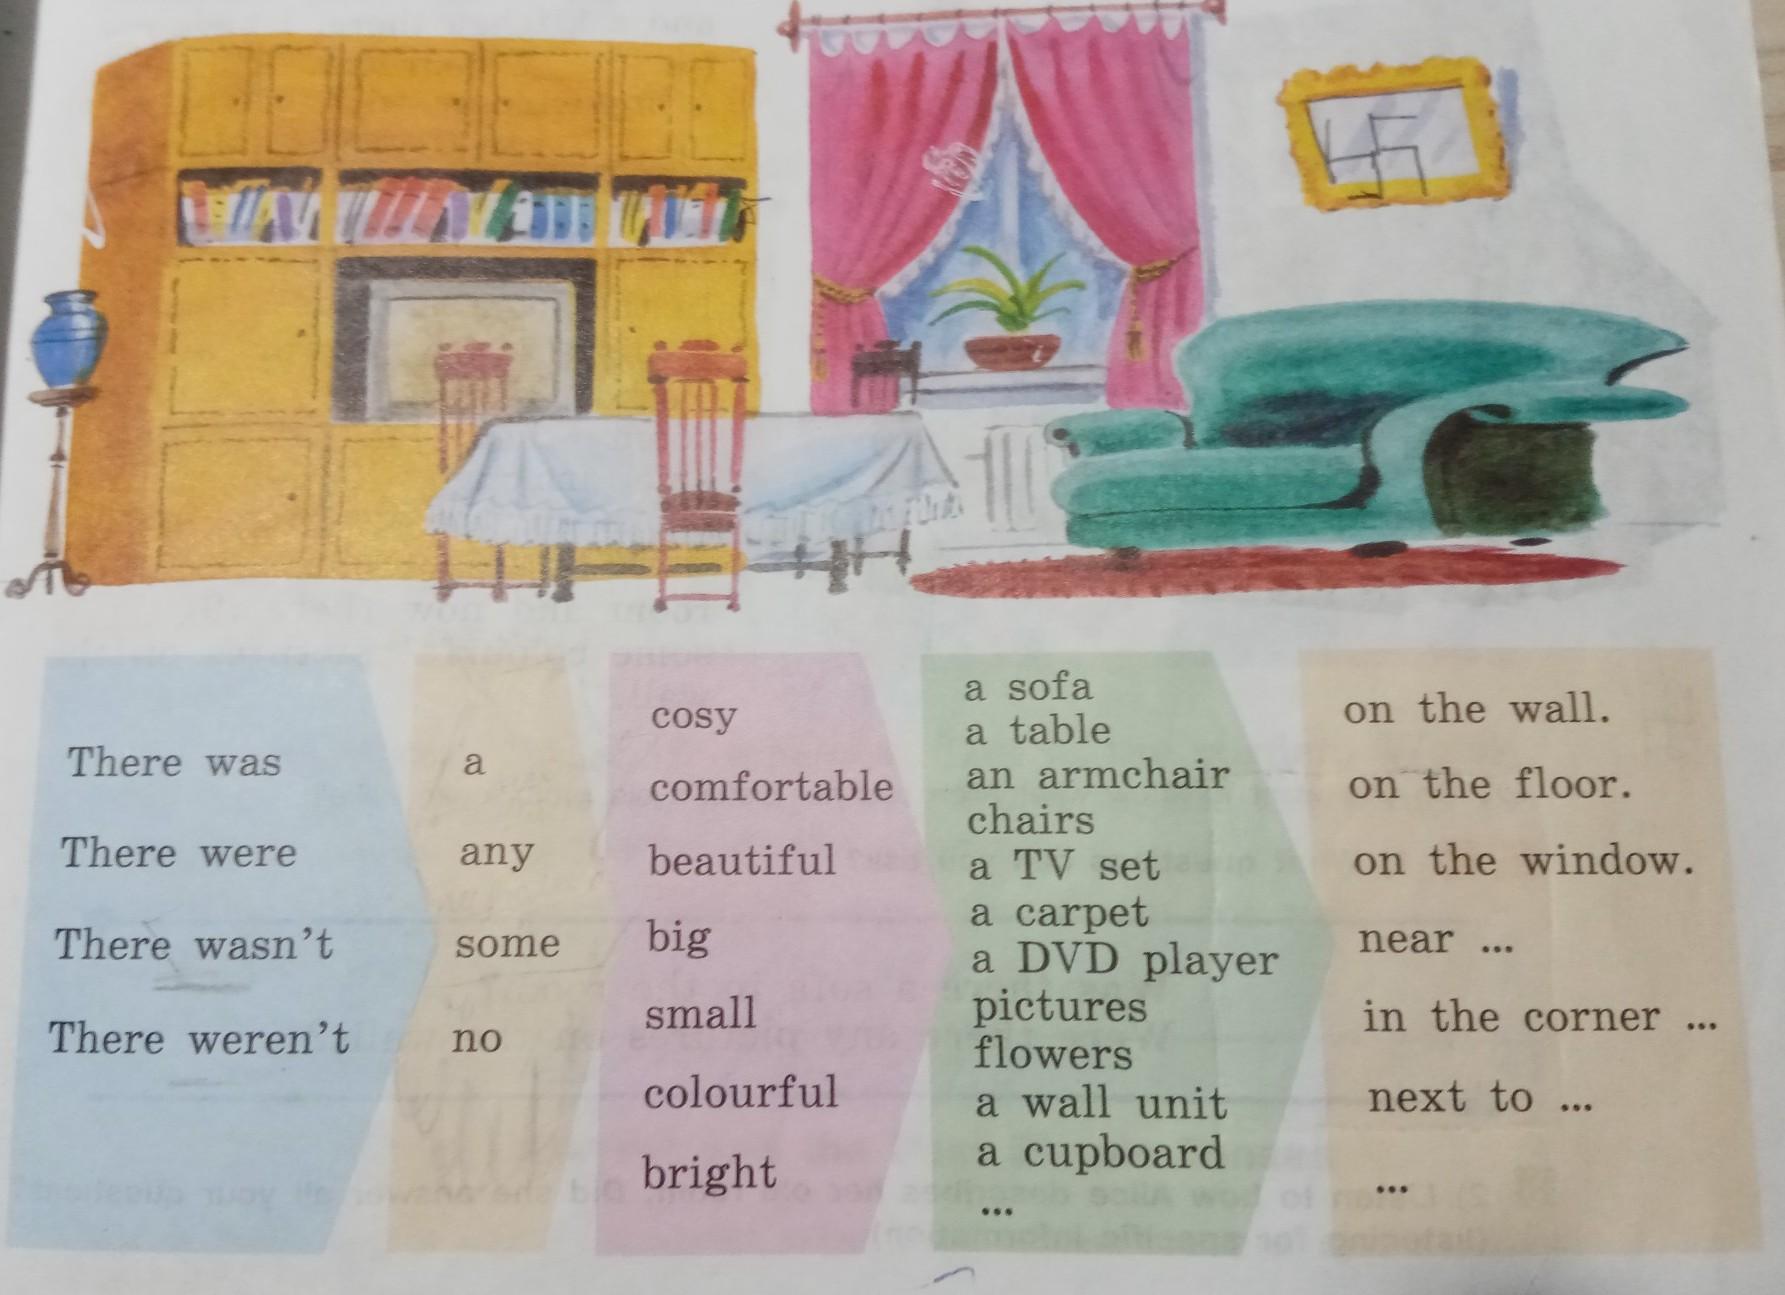 There was
There were
There wasn't
There weren't
a
any
some
no
cosy
comfortable
beautiful
big
small
colourful
bright
a sofa
a table
an armchair
chairs
a TV set
a carpet
a DVD player
pictures
flowers
a wall unit
a cupboard
...
on the wall.
on the floor.
on the window.
near ...
in the corner ...
next to ...
...